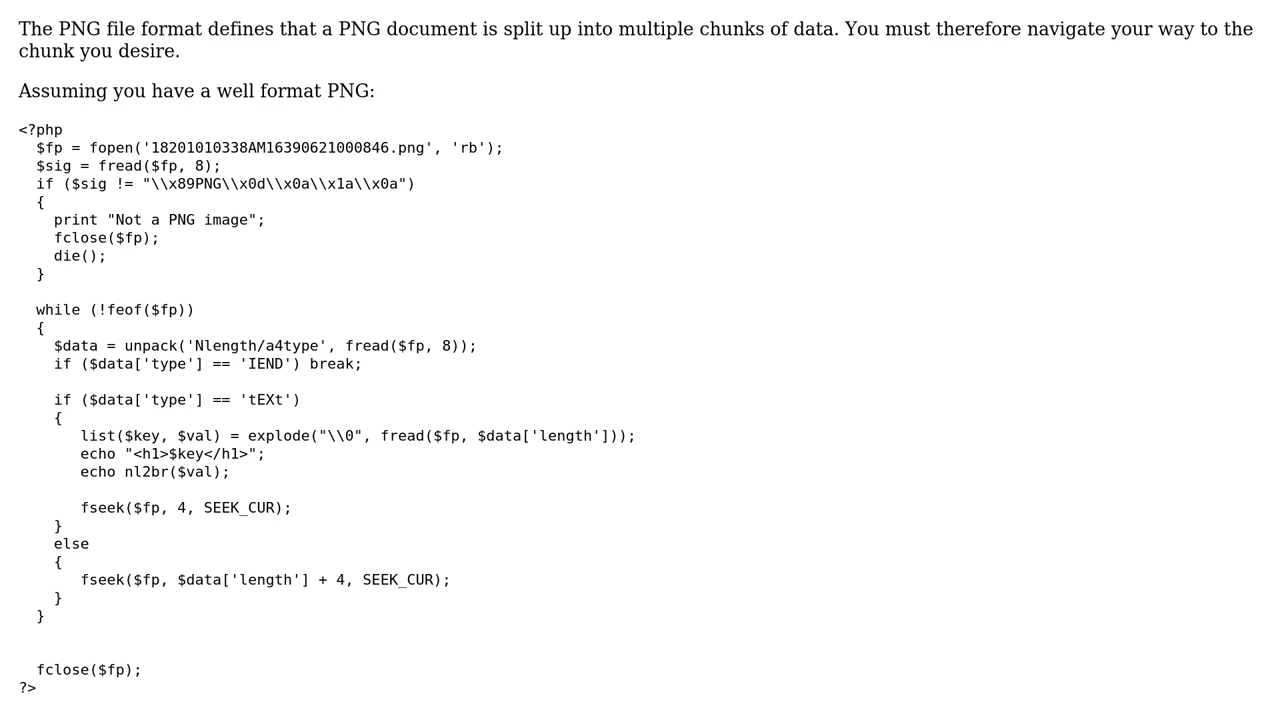 The PNG file format defines that a PNG document is split up into multiple chunks of data. You must therefore navigate your way to the
chunk you desire.
Assuming you have a well format PNG:
<?php
  $fp = fopen('18201010338AM16390621000846.png', 'rb');
  $sig = fread($fp, 8);
  if ($sig != "\\x89PNG\\x0d\\x0a\\x1a\\x0a")
  {
    print "Not a PNG image";
    fclose($fp);
    die();
  }
  while (!feof($fp))
  {
    $data = unpack('Nlength/a4type', fread($fp, 8));
    if ($data['type'] == 'IEND') break;
    if ($data['type'] == 'tEXt')
    {
       list($key, $val) = explode("\\0", fread($fp, $data['length']));
       echo "<h1>$key</h1>";
       echo nl2br($val);
       fseek($fp, 4, SEEK_CUR);
    }
    else
    {
       fseek($fp, $data['length'] + 4, SEEK_CUR);
    }
  }
  fclose($fp);
?>